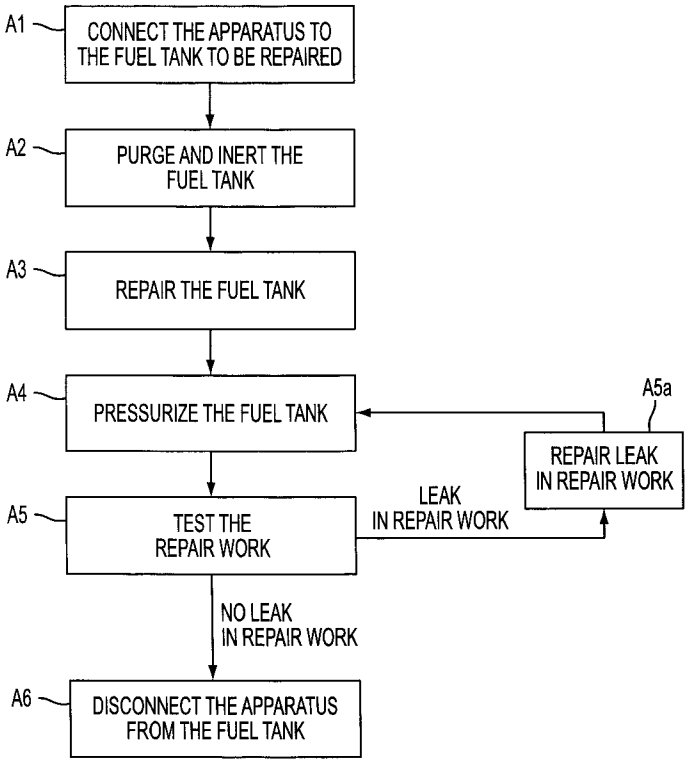 A1
CONNECT THE APPARATUS TO
THE FUEL TANK TO BE REPAIRED
A2
PURGE AND INERT THE
FUEL TANK
A3
REPAIR THE FUEL TANK
A4
PRESSURIZE THE FUEL TANK
A5a
REPAIR LEAK
IN REPAIR WORK
A5
TEST THE
REPAIR WORK
LEAK
IN REPAIR WORK
NO LEAK
IN REPAIR WORK
A6
DISCONNECT THE APPARATUS
FROM THE FUEL TANK